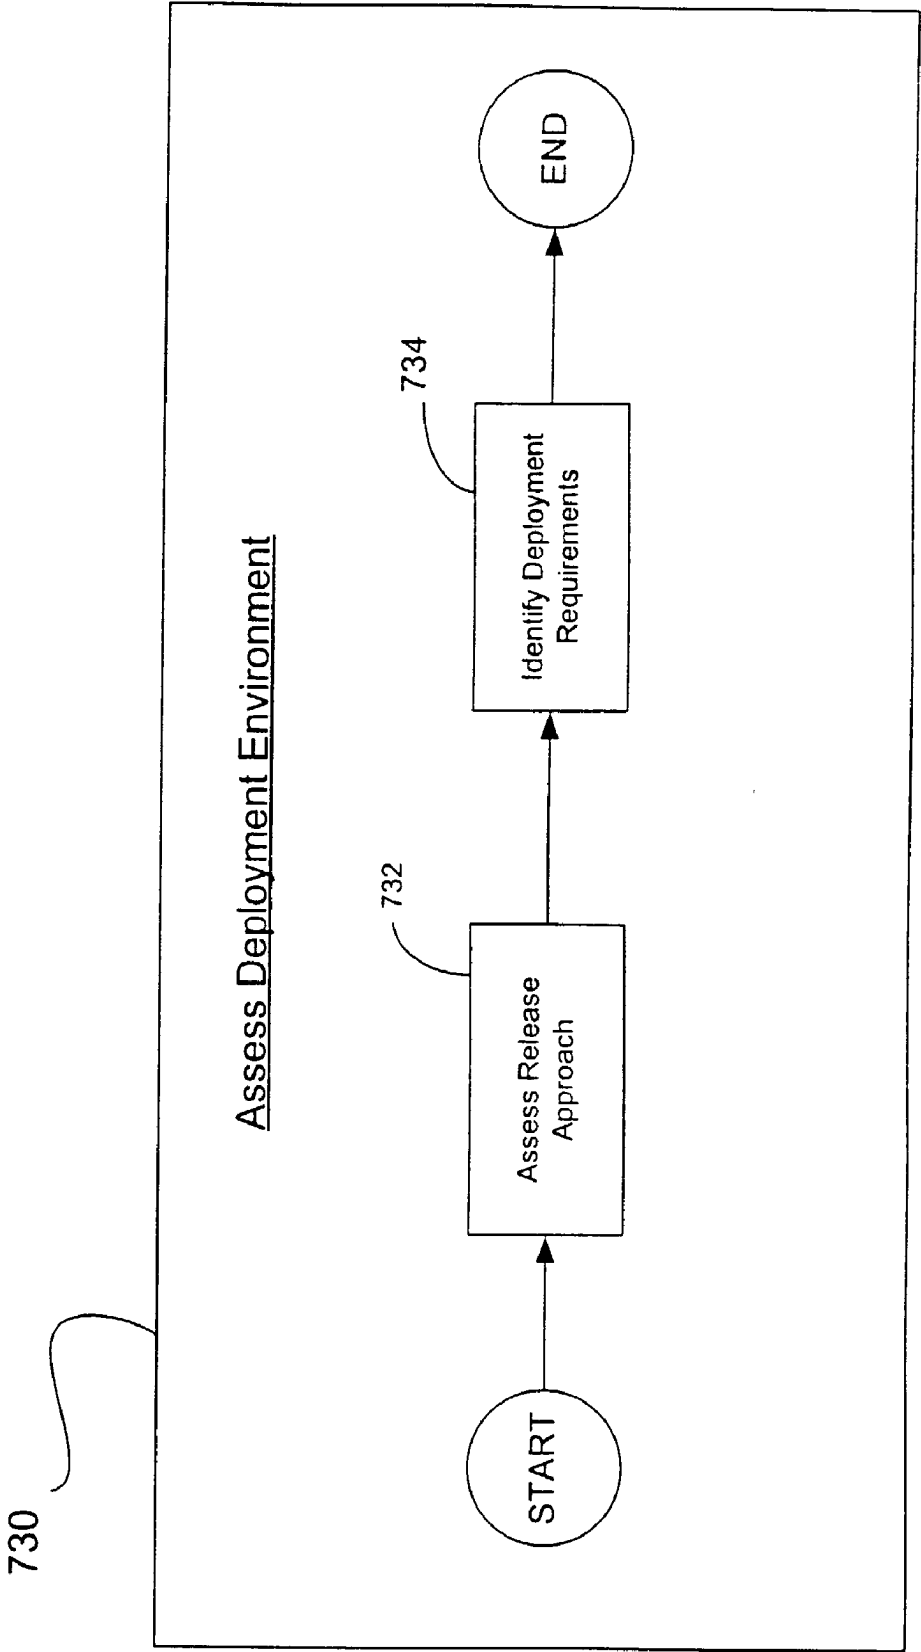 730
Assess Deployment Environment
732
734
START
Assess Release
Approach
Identify Deployment
Requirements
END